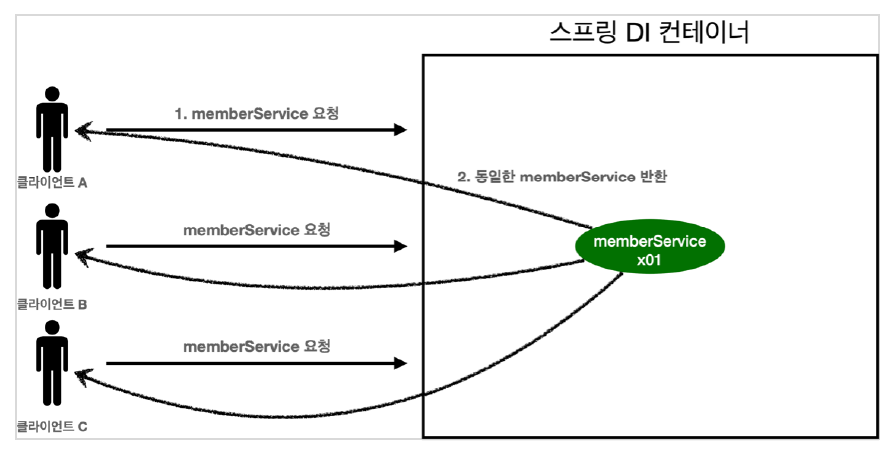 스프링 DI 컨테이너
1. memberService 요청
클라이언트 A
2. 동일한 memberService 반환
memberService 요청
memberService
x01
클라이언트 B
memberService 요청
클라이언트 C